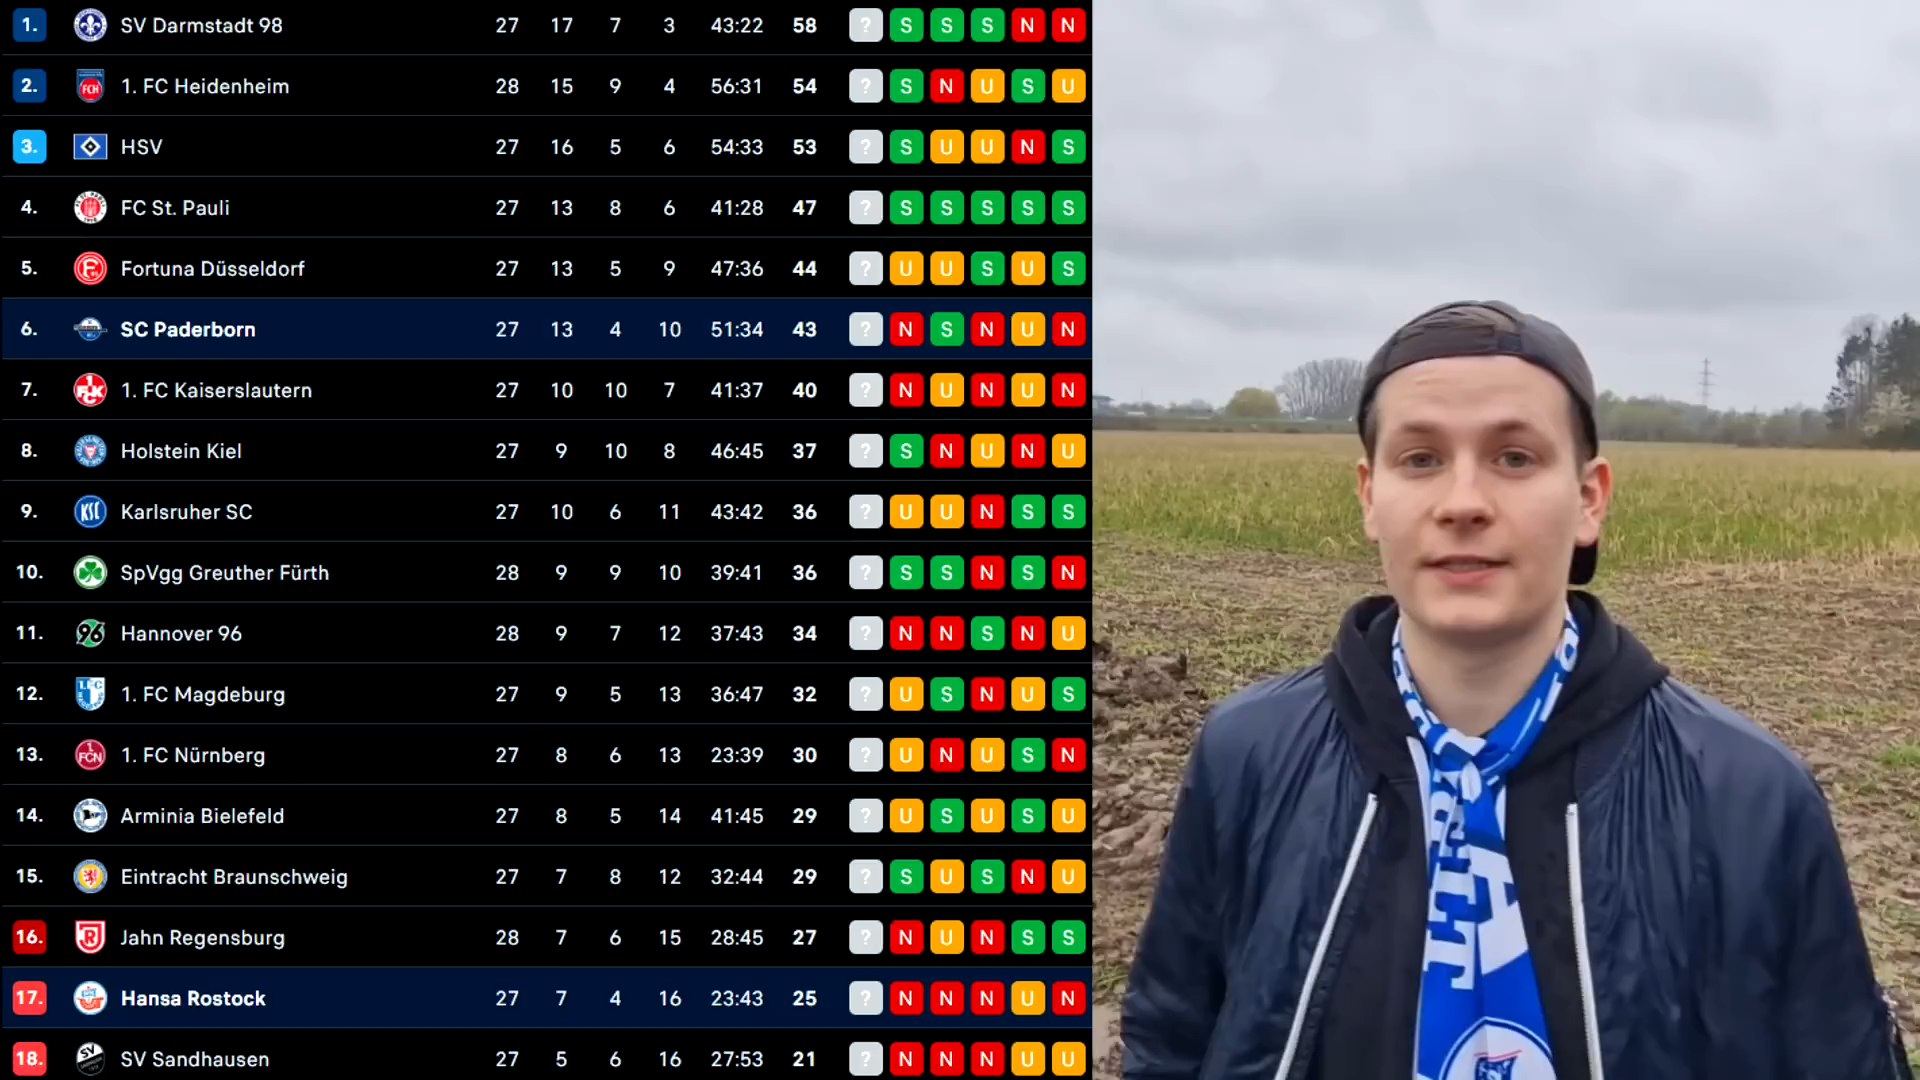 1. SV Darmstadt 98 27 17 7 3 43:22 58 ? S S S N N
2. 1. FC Heidenheim 28 15 9 4 56:31 54 ? S N U S U
3. HSV 27 16 5 6 54:33 53 ? S U U N S
4. FC St. Pauli 27 13 8 6 41:28 47 ? S S S S S
5. Fortuna Düsseldorf 27 13 5 9 47:36 44 ? U U S U S
6. SC Paderborn 27 13 4 10 51:34 43 ? N S N U N
7. 1. FC Kaiserslautern 27 10 10 7 41:37 40 ? N U N U N
8. Holstein Kiel 27 9 10 8 46:45 37 ? S N U N U
9. Karlsruher SC 27 10 6 11 43:42 36 ? U U N S S
10. SpVgg Greuther Fürth 28 9 9 10 39:41 36 ? S S N S N
11. Hannover 96 28 9 7 12 37:43 34 ? N N S N U
12. 1. FC Magdeburg 27 9 5 13 36:47 32 ? U S N U S
13. 1. FC Nürnberg 27 8 6 13 23:39 30 ? U N U S N
14. Arminia Bielefeld 27 8 5 14 41:45 29 ? U S U S U
15. Eintracht Braunschweig 27 7 8 12 32:44 29 ? S U S N U
16. Jahn Regensburg 28 7 6 15 28:45 27 ? N U N S S
17. Hansa Rostock 27 7 4 16 23:43 25 ? N N N U N
18. SV Sandhausen 27 5 6 16 27:53 21 ? N N N U U